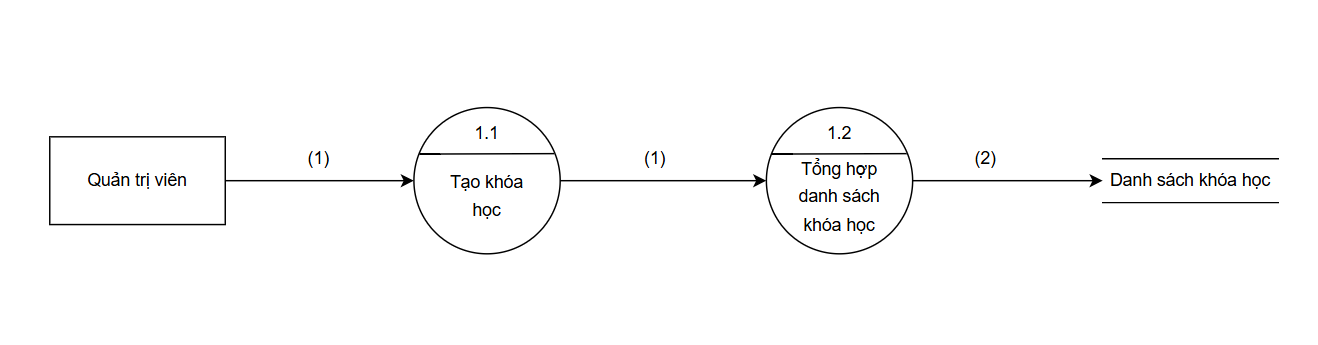 Quản trị viên
(1)
1.1
Tạo khóa
học
(1)
1.2
Tổng hợp
danh sách
khóa học
(2)
Danh sách khóa học